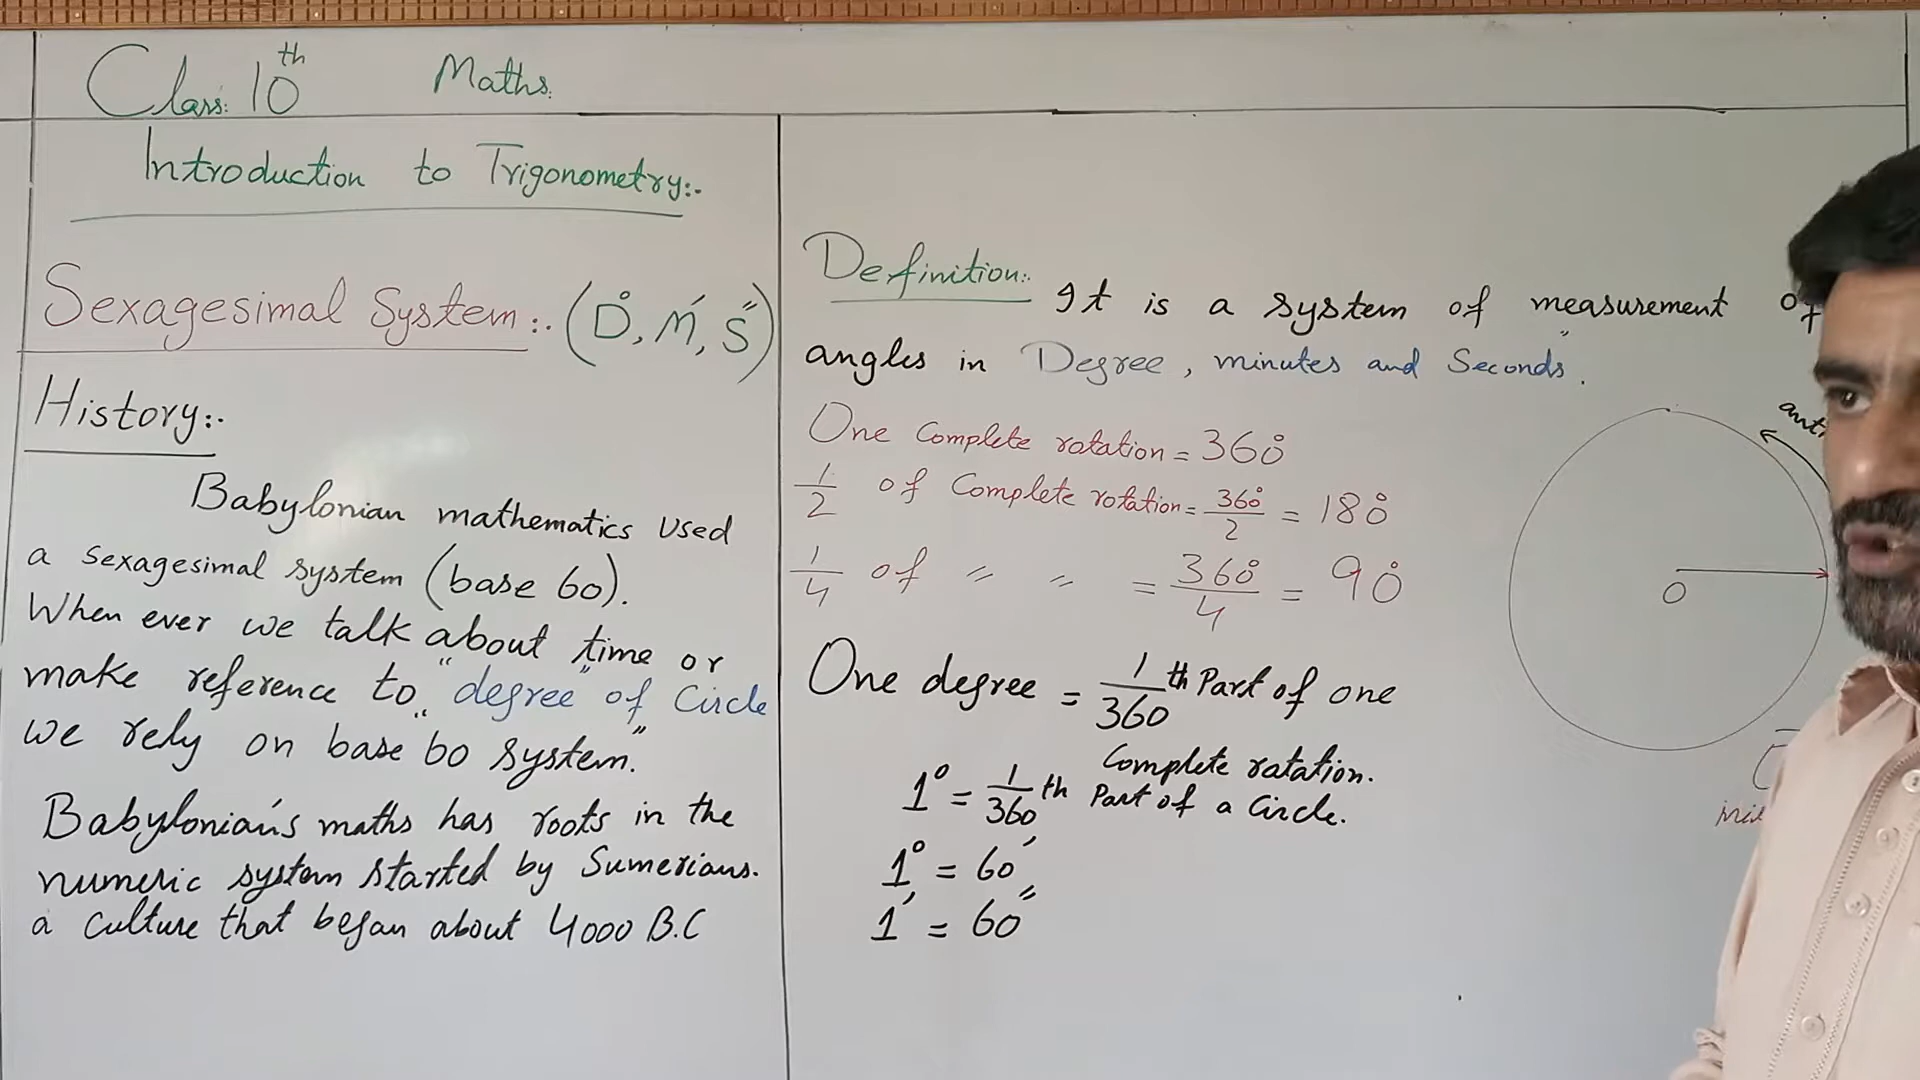 Class: 10th Maths.
Introduction to Trigonometry:.
Sexagesimal System:. (D°, M′, S″)
History:.
Babylonian mathematics used
a sexagesimal system (base 60).
When ever we talk about time or
make reference to "degree" of Circle
we rely on "base 60 system."
Babylonian's maths has roots in the
numeric system started by Sumerians.
a culture that began about 4000 B.C
Definition:. It is a system of measurement of
angles in Degree, minutes and Seconds".
One Complete rotation = 360°
1/2 of Complete rotation = 360°/2 = 180°
1/4 of " " = 360°/4 = 90°
One degree = 1/360 th Part of one
Complete ratation.
1° = 1/360 th Part of a Circle.
1° = 60′
1′ = 60″
O